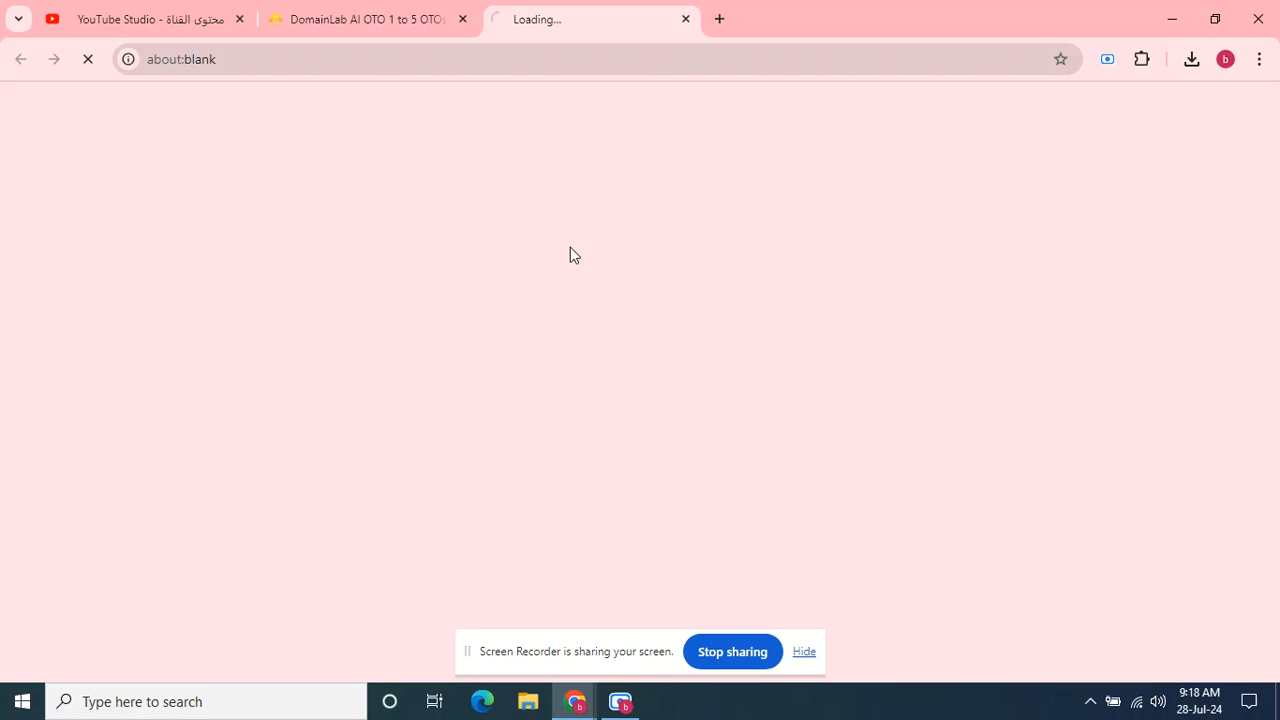 YouTube Studio - محتوى القناة
DomainLab AI OTO 1 to 5 OTOs
Loading...
about:blank
b
Screen Recorder is sharing your screen.
Stop sharing
Hide
Type here to search
b
b
9:18 AM
28-Jul-24